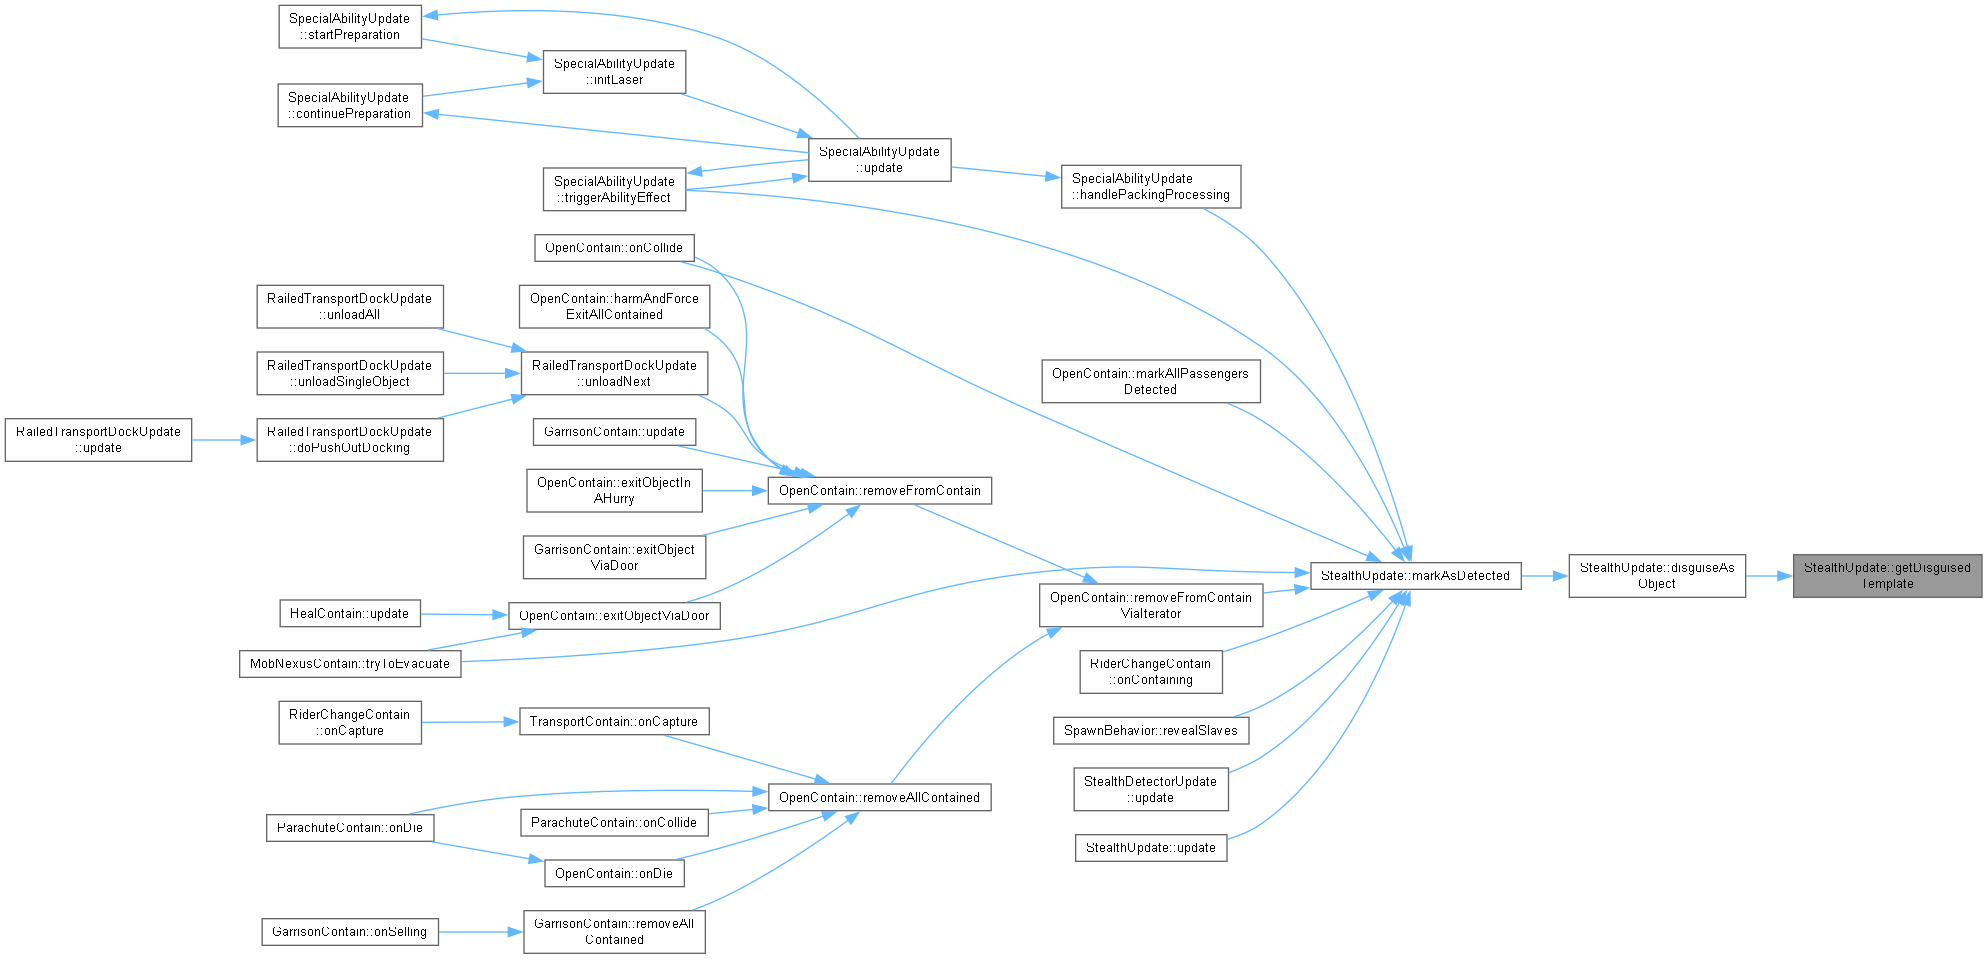 SpecialAbilityUpdate
::startPreparation
SpecialAbilityUpdate
::initLaser
SpecialAbilityUpdate
::continuePreparation
SpecialAbilityUpdate
::update
SpecialAbilityUpdate
::handlePackingProcessing
SpecialAbilityUpdate
::triggerAbilityEffect
OpenContain::onCollide
RailedTransportDockUpdate
::unloadAll
OpenContain::harmAndForce
ExitAllContained
RailedTransportDockUpdate
::unloadSingleObject
RailedTransportDockUpdate
::unloadNext
OpenContain::markAllPassengers
Detected
RailedTransportDockUpdate
::update
RailedTransportDockUpdate
::doPushOutDocking
GarrisonContain::update
OpenContain::exitObjectIn
AHurry
OpenContain::removeFromContain
GarrisonContain::exitObject
ViaDoor
StealthUpdate::markAsDetected
StealthUpdate::disguiseAs
Object
StealthUpdate::getDisguised
Template
HealContain::update
OpenContain::exitObjectViaDoor
OpenContain::removeFromContain
ViaIterator
MobNexusContain::tryToEvacuate
RiderChangeContain
::onContaining
RiderChangeContain
::onCapture
TransportContain::onCapture
SpawnBehavior::revealSlaves
StealthDetectorUpdate
::update
OpenContain::removeAllContained
ParachuteContain::onDie
ParachuteContain::onCollide
StealthUpdate::update
OpenContain::onDie
GarrisonContain::onSelling
GarrisonContain::removeAll
Contained